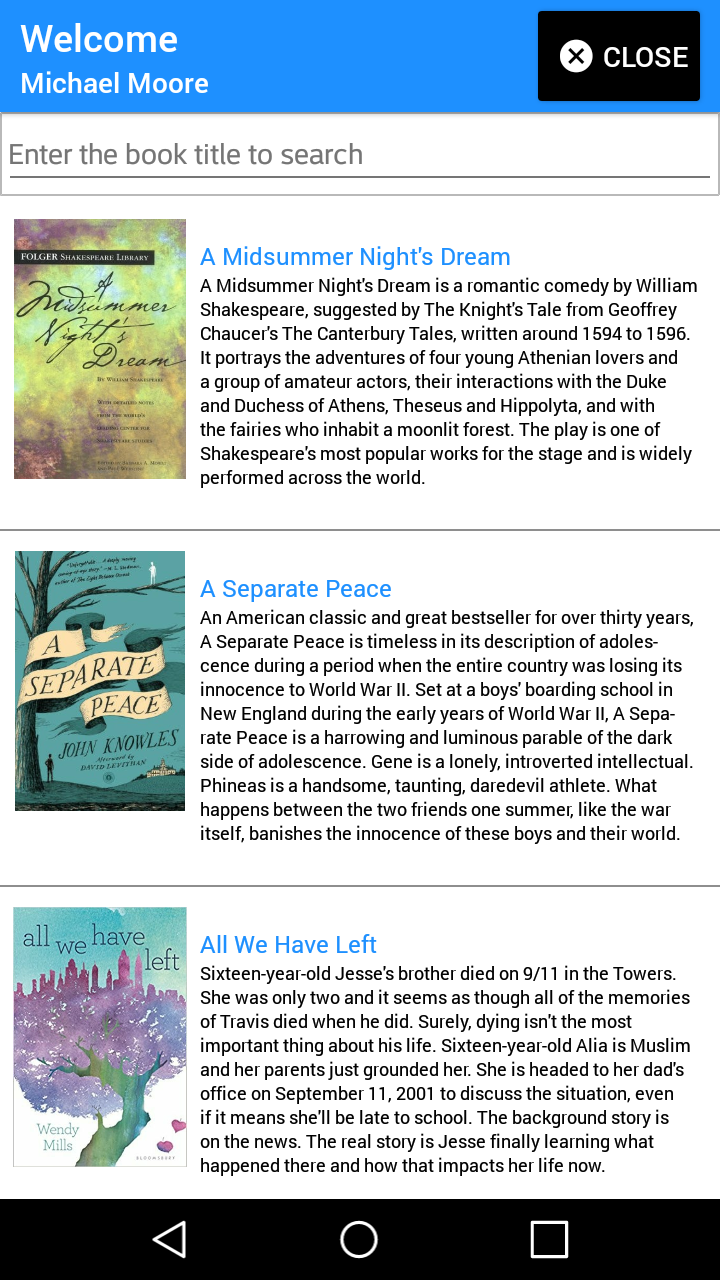 Welcome
Michael Moore
CLOSE
Enter the book title to search
FOLGER SHAKESPEARE LIBRARY
A
Midsummer
Night's
Dream
BY WILLIAM SHAKESPEARE
WITH DETAILED NOTES
FROM THE WORLD'S
LEADING CENTER FOR
SHAKESPEARE STUDIES
A Midsummer Night's Dream
A Midsummer Night's Dream is a romantic comedy by William
Shakespeare, suggested by The Knight's Tale from Geoffrey
Chaucer's The Canterbury Tales, written around 1594 to 1596.
It portrays the adventures of four young Athenian lovers and
a group of amateur actors, their interactions with the Duke
and Duchess of Athens, Theseus and Hippolyta, and with
the fairies who inhabit a moonlit forest. The play is one of
Shakespeare's most popular works for the stage and is widely
performed across the world.
A
SEPARATE
PEACE
JOHN KNOWLES
Afterword by
DAVID LEVITHAN
A Separate Peace
An American classic and great bestseller for over thirty years,
A Separate Peace is timeless in its description of adoles-
cence during a period when the entire country was losing its
innocence to World War II. Set at a boys' boarding school in
New England during the early years of World War II, A Sepa-
rate Peace is a harrowing and luminous parable of the dark
side of adolescence. Gene is a lonely, introverted intellectual.
Phineas is a handsome, taunting, daredevil athlete. What
happens between the two friends one summer, like the war
itself, banishes the innocence of these boys and their world.
all we have
left
Wendy
Mills
BLOOMSBURY
All We Have Left
Sixteen-year-old Jesse's brother died on 9/11 in the Towers.
She was only two and it seems as though all of the memories
of Travis died when he did. Surely, dying isn't the most
important thing about his life. Sixteen-year-old Alia is Muslim
and her parents just grounded her. She is headed to her dad's
office on September 11, 2001 to discuss the situation, even
if it means she'll be late to school. The background story is
on the news. The real story is Jesse finally learning what
happened there and how that impacts her life now.